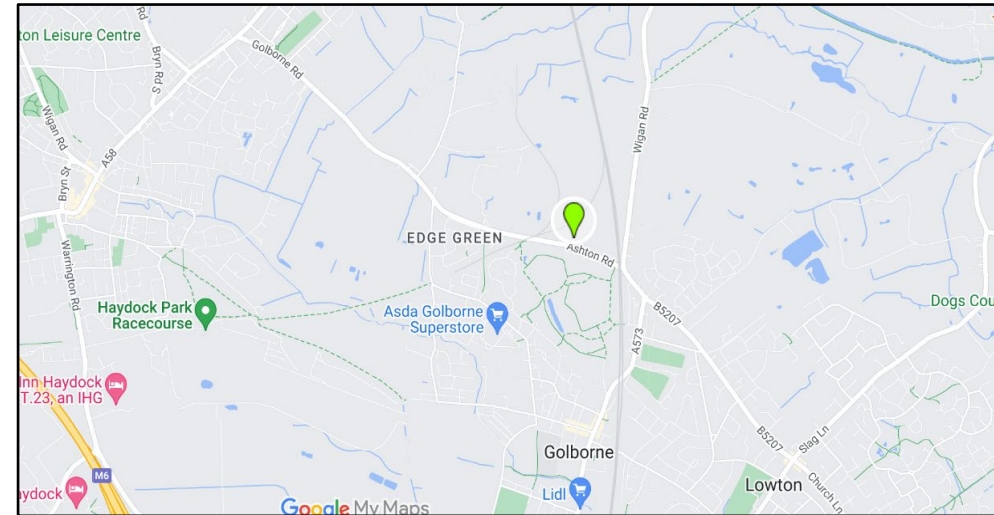 Rd
ton Leisure Centre
Bryn Rd
S
Golborne Rd
Wigan Rd
Wigan Rd
A58
Bryn St
EDGE GREEN
Ashton Rd
Warrington Rd
Haydock Park
Racecourse
Asda Golborne
Superstore
B5207
Dogs Cou
A573
Inn Haydock
T.23, an IHG
B5207
Slag Ln
Golborne
M6
Church Ln
Lowton
aydock
Lidl
Google My Maps